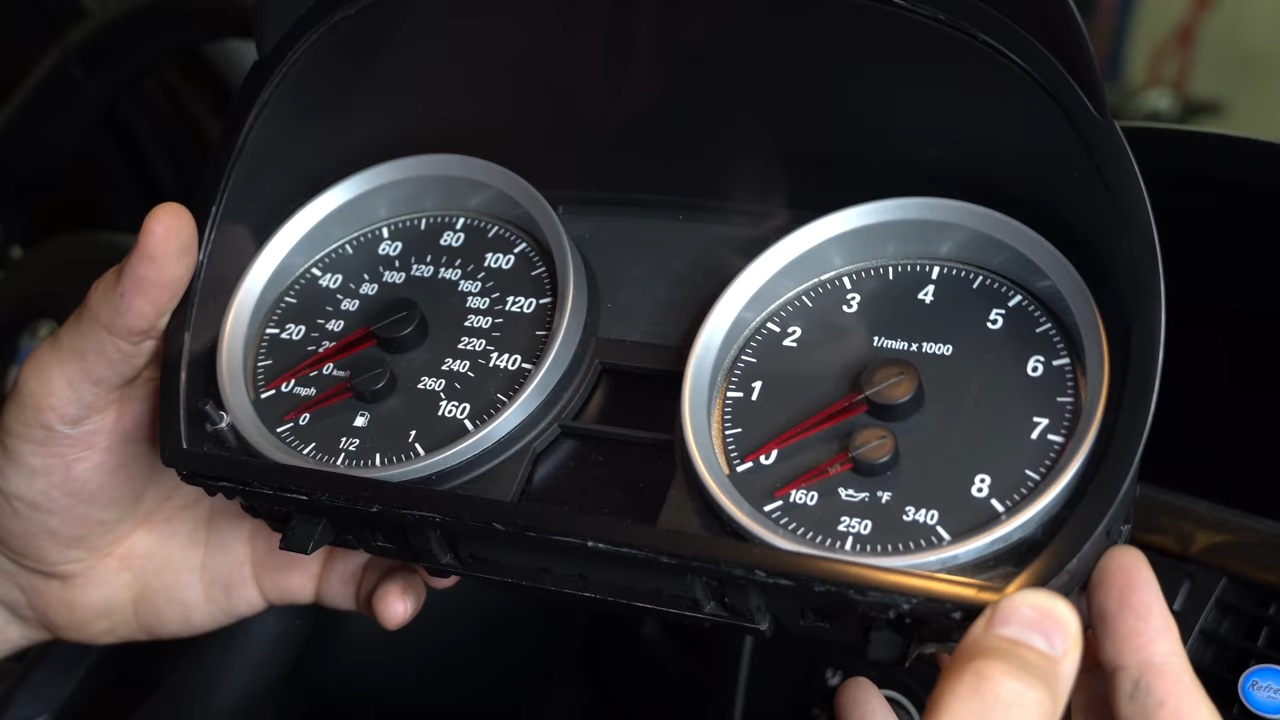 0 20 40 60 80 100 120 140 160
mph
0 20 40 60 80 100 120 140 160 180 200 220 240 260
km/h
0 1/2 1
0 1 2 3 4 5 6 7 8
1/min x 1000
160 250 340
°F